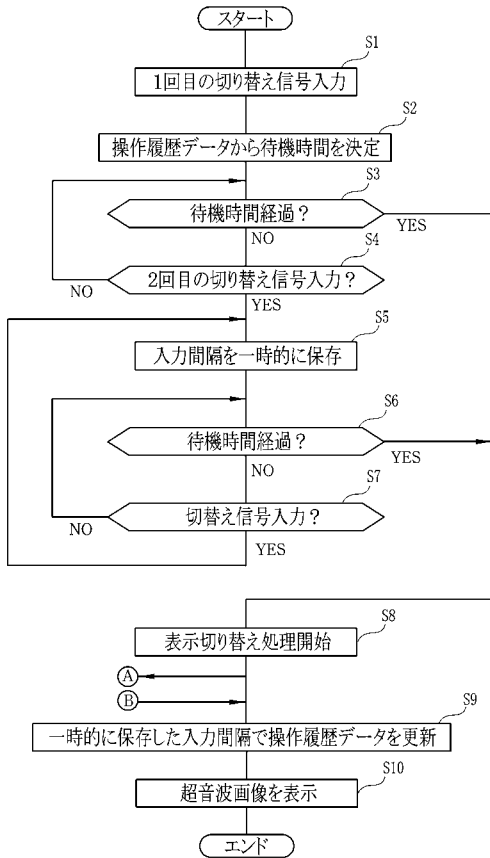 スタート
S1
1回目の切り替え信号入力
S2
操作履歴データから待機時間を決定
S3
待機時間経過？
YES
NO
S4
2回目の切り替え信号入力？
NO
YES
S5
入力間隔を一時的に保存
S6
待機時間経過？
YES
NO
S7
切替え信号入力？
NO
YES
S8
表示切り替え処理開始
A
B
S9
一時的に保存した入力間隔で操作履歴データを更新
S10
超音波画像を表示
エンド